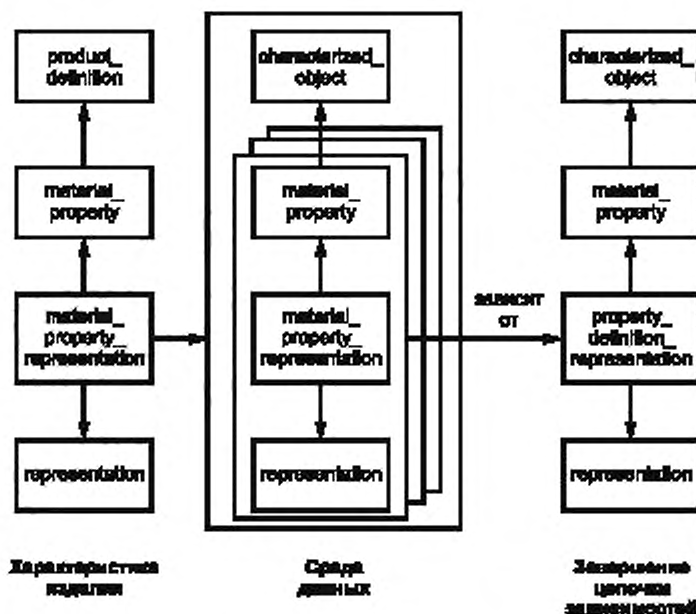 product_
definition
material_
property
material_
property_
representation
representation
Характеристика
изделия
characterized_
object
material_
property
material_
property_
representation
representation
Среда
данных
зависит
от
characterized_
object
material_
property
property_
definition_
representation
representation
Завершение
цепочки
зависимостей